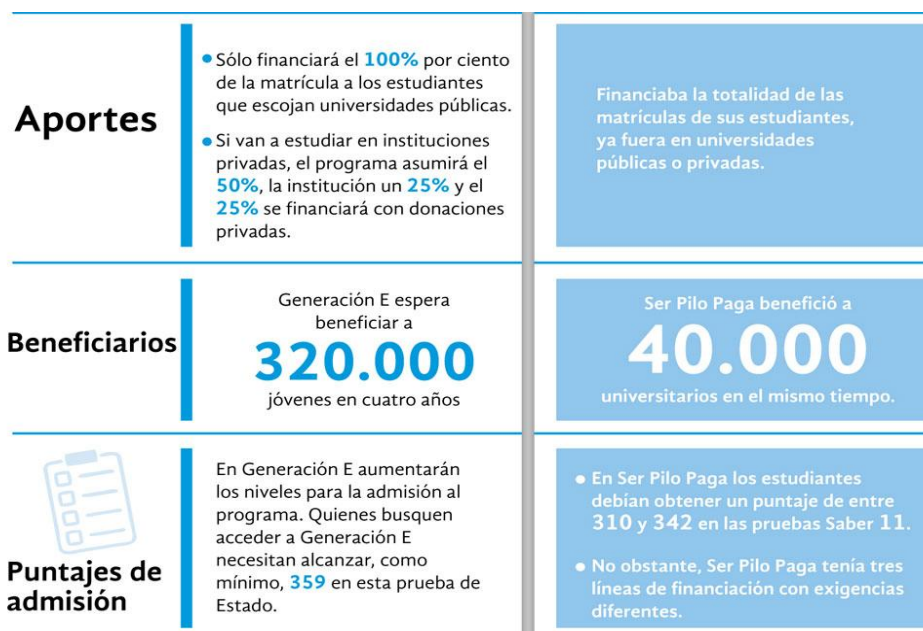 Aportes
Sólo financiará el 100% por ciento
de la matrícula a los estudiantes
que escojan universidades públicas.
Si van a estudiar en instituciones
privadas, el programa asumirá el
50%, la institución un 25% y el
25% se financiará con donaciones
privadas.
Financiaba la totalidad de las
matrículas de sus estudiantes,
ya fuera en universidades
públicas o privadas.
Beneficiarios
Generación E espera
beneficiar a
320.000
jóvenes en cuatro años
Ser Pilo Paga benefició a
40.000
universitarios en el mismo tiempo.
Puntajes de
admisión
En Generación E aumentarán
los niveles para la admisión al
programa. Quienes busquen
acceder a Generación E
necesitan alcanzar, como
mínimo, 359 en esta prueba de
Estado.
En Ser Pilo Paga los estudiantes
debían obtener un puntaje de entre
310 y 342 en las pruebas Saber 11.
No obstante, Ser Pilo Paga tenía tres
líneas de financiación con exigencias
diferentes.